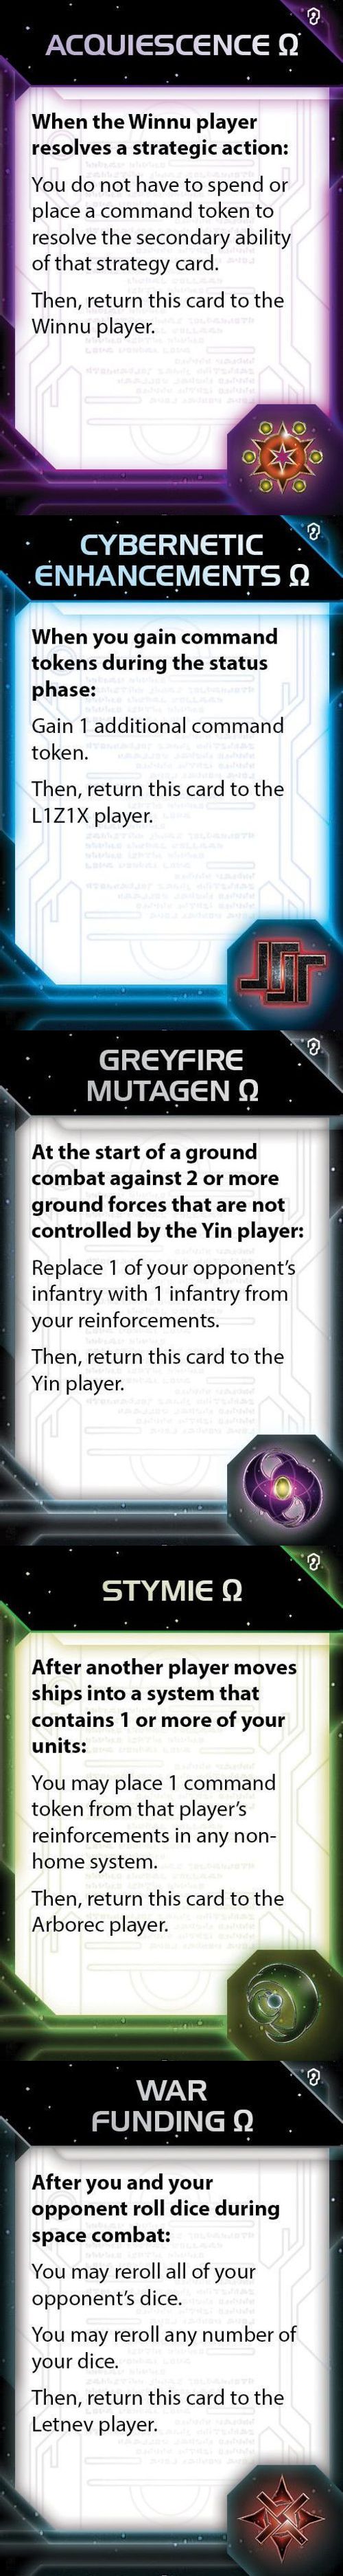 ACQUIESCENCE Ω
When the Winnu player
resolves a strategic action:
You do not have to spend or
place a command token to
resolve the secondary ability
of that strategy card.
Then, return this card to the
Winnu player.
CYBERNETIC
ENHANCEMENTS Ω
When you gain command
tokens during the status
phase:
Gain 1 additional command
token.
Then, return this card to the
L1Z1X player.
GREYFIRE
MUTAGEN Ω
At the start of a ground
combat against 2 or more
ground forces that are not
controlled by the Yin player:
Replace 1 of your opponent’s
infantry with 1 infantry from
your reinforcements.
Then, return this card to the
Yin player.
STYMIE Ω
After another player moves
ships into a system that
contains 1 or more of your
units:
You may place 1 command
token from that player’s
reinforcements in any non-
home system.
Then, return this card to the
Arborec player.
WAR
FUNDING Ω
After you and your
opponent roll dice during
space combat:
You may reroll all of your
opponent’s dice.
You may reroll any number of
your dice.
Then, return this card to the
Letnev player.